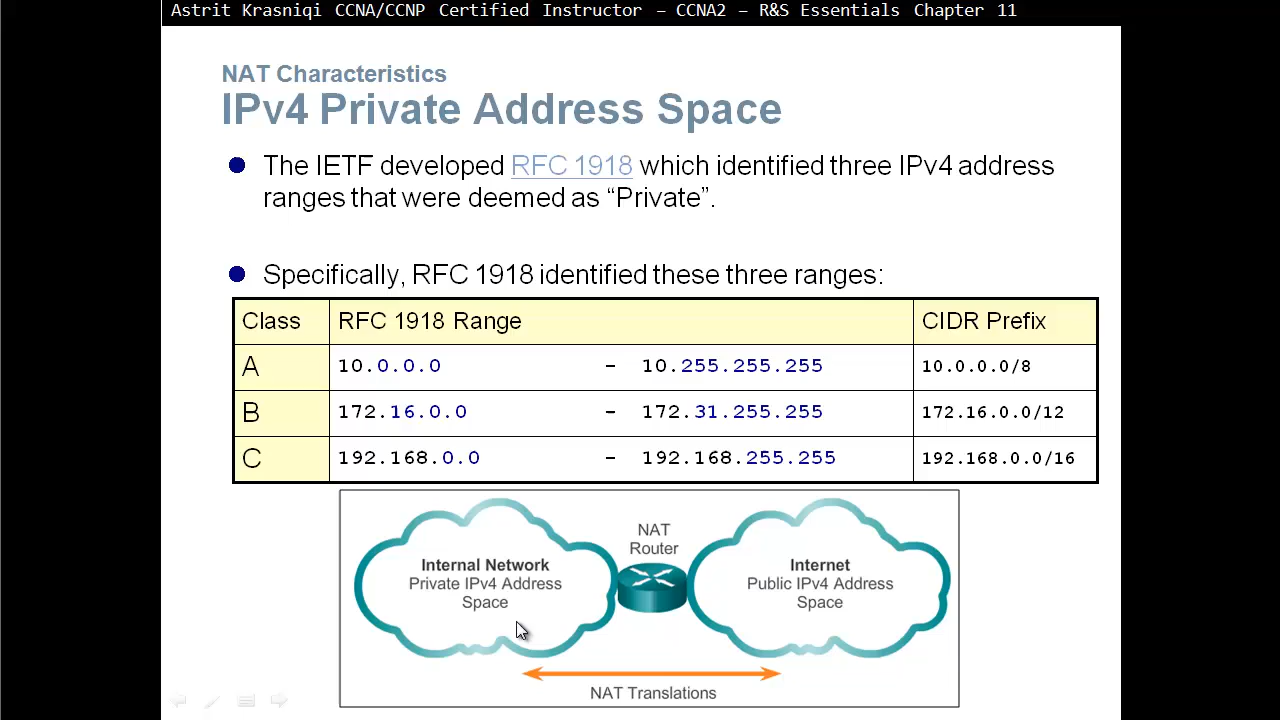 Astrit Krasniqi CCNA/CCNP Certified Instructor – CCNA2 – R&S Essentials Chapter 11
NAT Characteristics
IPv4 Private Address Space
The IETF developed RFC 1918 which identified three IPv4 address
ranges that were deemed as “Private”.
Specifically, RFC 1918 identified these three ranges:
Class RFC 1918 Range CIDR Prefix
A 10.0.0.0 – 10.255.255.255 10.0.0.0/8
B 172.16.0.0 – 172.31.255.255 172.16.0.0/12
C 192.168.0.0 – 192.168.255.255 192.168.0.0/16
NAT
Router
Internal Network
Private IPv4 Address
Space
Internet
Public IPv4 Address
Space
NAT Translations